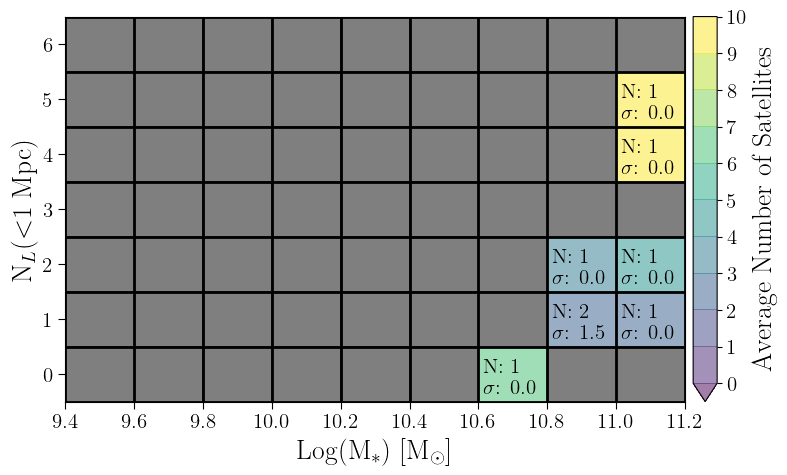 6
5
4
3
2
1
0
N_L(<1 Mpc)
N: 1
σ: 0.0
N: 1
σ: 0.0
N: 1
σ: 0.0
N: 1
σ: 0.0
N: 2
σ: 1.5
N: 1
σ: 0.0
N: 1
σ: 0.0
9.4 9.6 9.8 10.0 10.2 10.4 10.6 10.8 11.0 11.2
Log(M_*) [M_⊙]
10
9
8
7
6
5
4
3
2
1
0
Average Number of Satellites